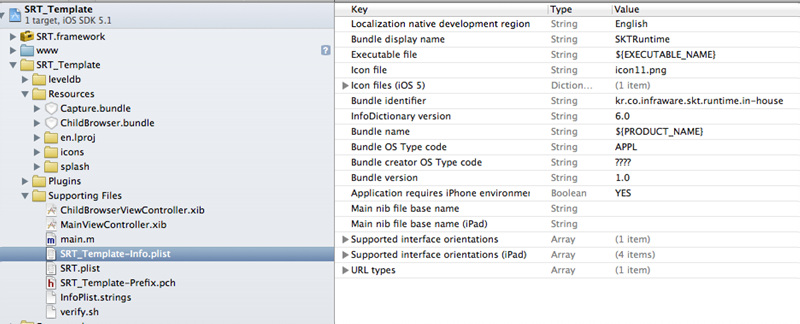 SRT_Template
1 target, iOS SDK 5.1
SRT.framework
www
?
SRT_Template
leveldb
Resources
Capture.bundle
ChildBrowser.bundle
en.lproj
icons
splash
Plugins
Supporting Files
ChildBrowserViewController.xib
MainViewController.xib
m main.m
SRT_Template-Info.plist
SRT.plist
h SRT_Template-Prefix.pch
InfoPlist.strings
verify.sh
Key Type Value
Localization native development region String English
Bundle display name String SKTRuntime
Executable file String ${EXECUTABLE_NAME}
Icon file String icon11.png
Icon files (iOS 5) Diction... (1 item)
Bundle identifier String kr.co.infraware.skt.runtime.in-house
InfoDictionary version String 6.0
Bundle name String ${PRODUCT_NAME}
Bundle OS Type code String APPL
Bundle creator OS Type code String ????
Bundle version String 1.0
Application requires iPhone environmen Boolean YES
Main nib file base name String
Main nib file base name (iPad) String
Supported interface orientations Array (1 item)
Supported interface orientations (iPad) Array (4 items)
URL types Array (1 item)